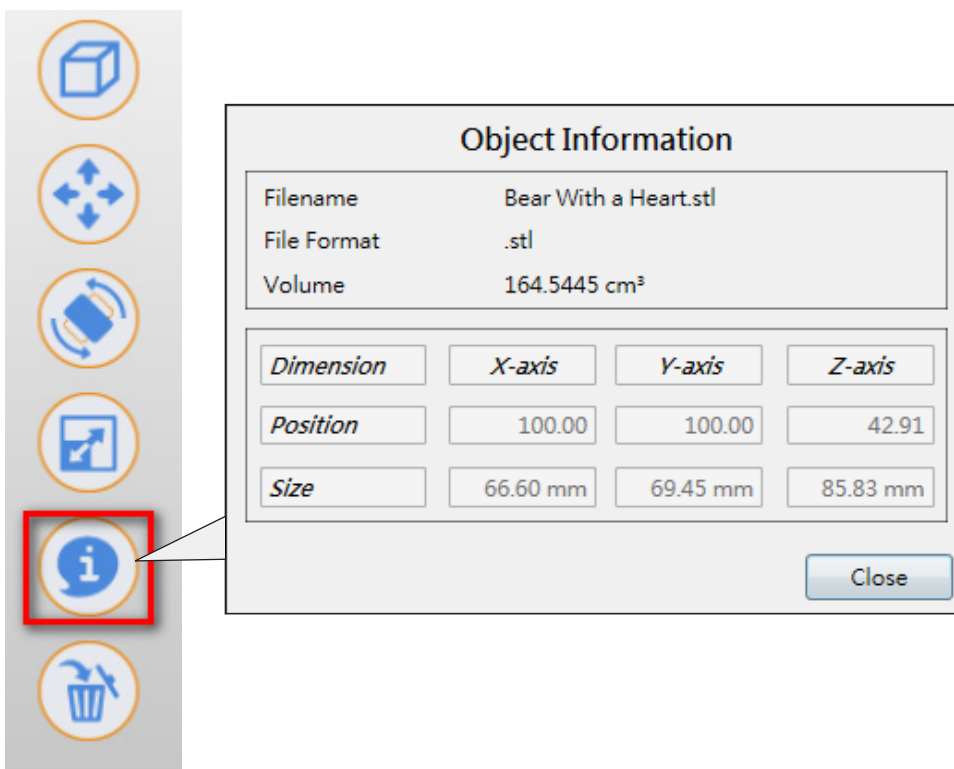 Object Information
Filename Bear With a Heart.stl
File Format .stl
Volume 164.5445 cm³
Dimension X-axis Y-axis Z-axis
Position 100.00 100.00 42.91
Size 66.60 mm 69.45 mm 85.83 mm
i
Close